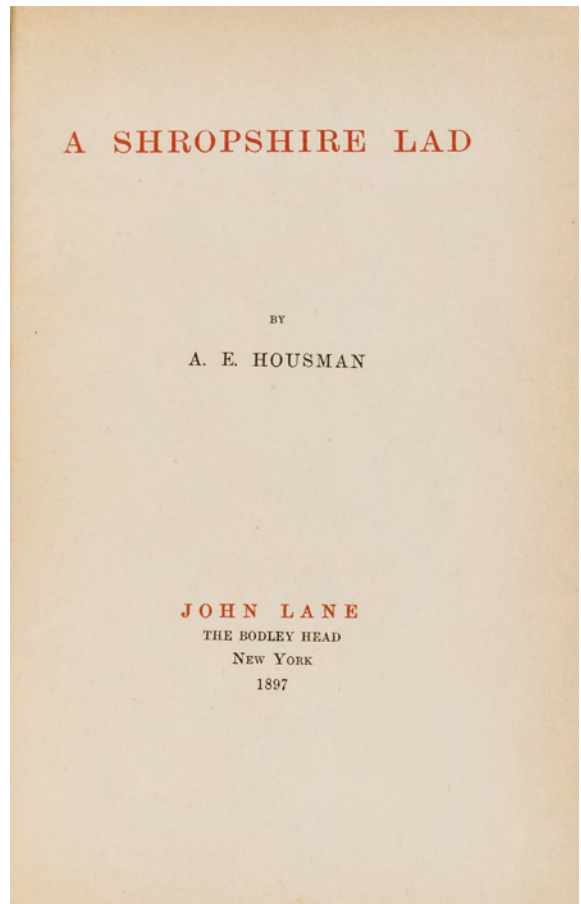 A SHROPSHIRE LAD
BY
A. E. HOUSMAN
JOHN LANE
THE BODLEY HEAD
NEW YORK
1897